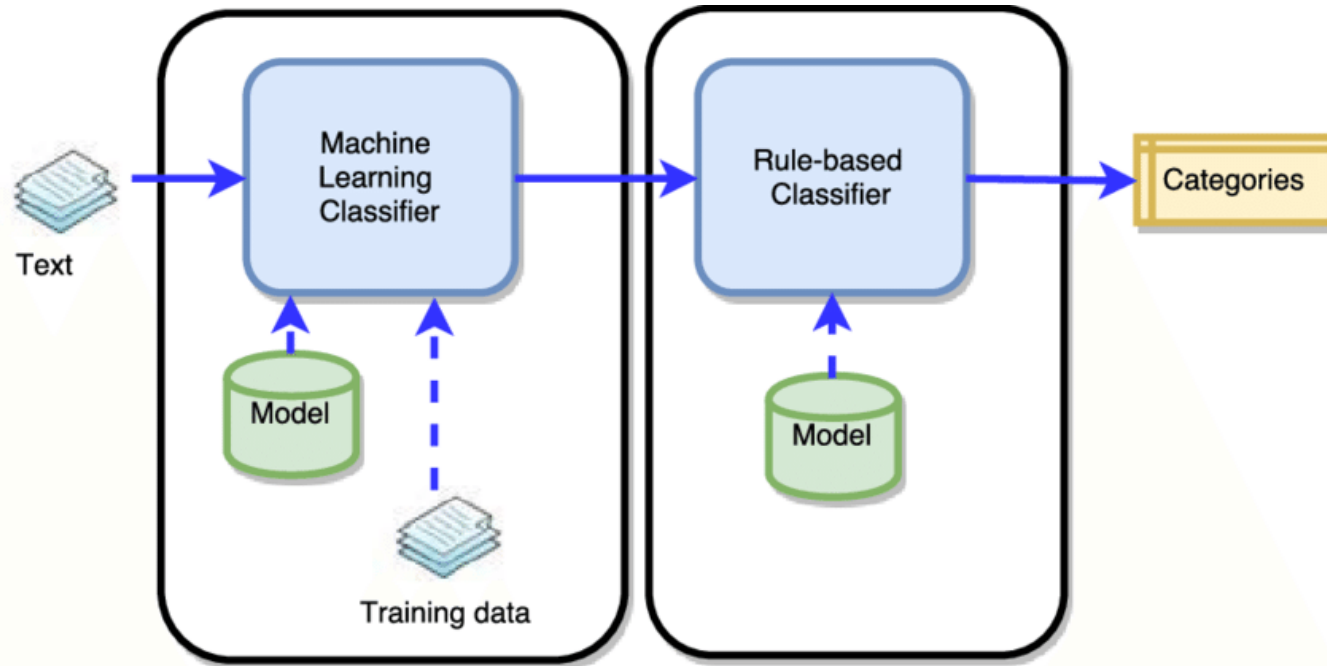 Machine
Learning
Classifier
Rule-based
Classifier
Categories
Text
Model
Model
Training data